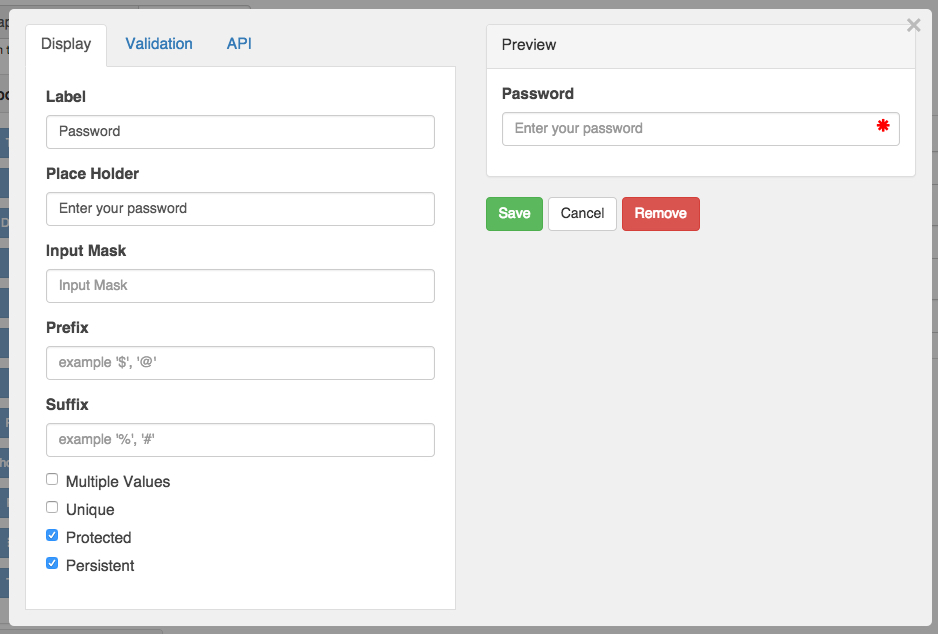 Display Validation API
Label
Password
Place Holder
Enter your password
Input Mask
Input Mask
Prefix
example '$', '@'
Suffix
example '%', '#'
Multiple Values
Unique
Protected
Persistent
×
Preview
Password
Enter your password
Save Cancel Remove